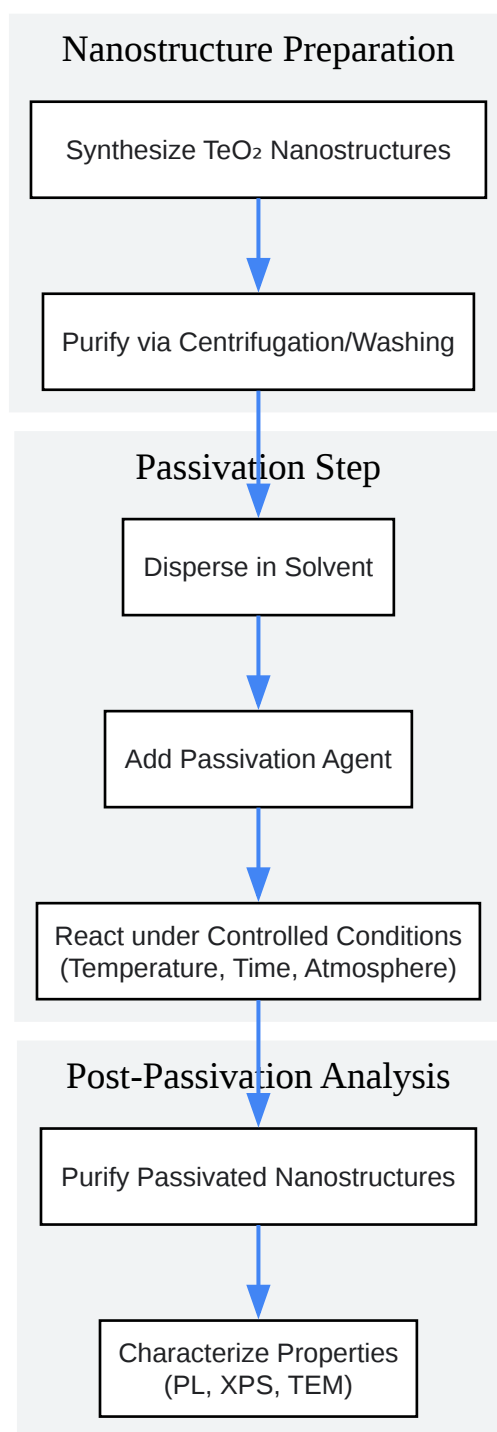 Nanostructure Preparation
Synthesize TeO₂ Nanostructures
Purify via Centrifugation/Washing
Passivation Step
Disperse in Solvent
Add Passivation Agent
React under Controlled Conditions
(Temperature, Time, Atmosphere)
Post-Passivation Analysis
Purify Passivated Nanostructures
Characterize Properties
(PL, XPS, TEM)